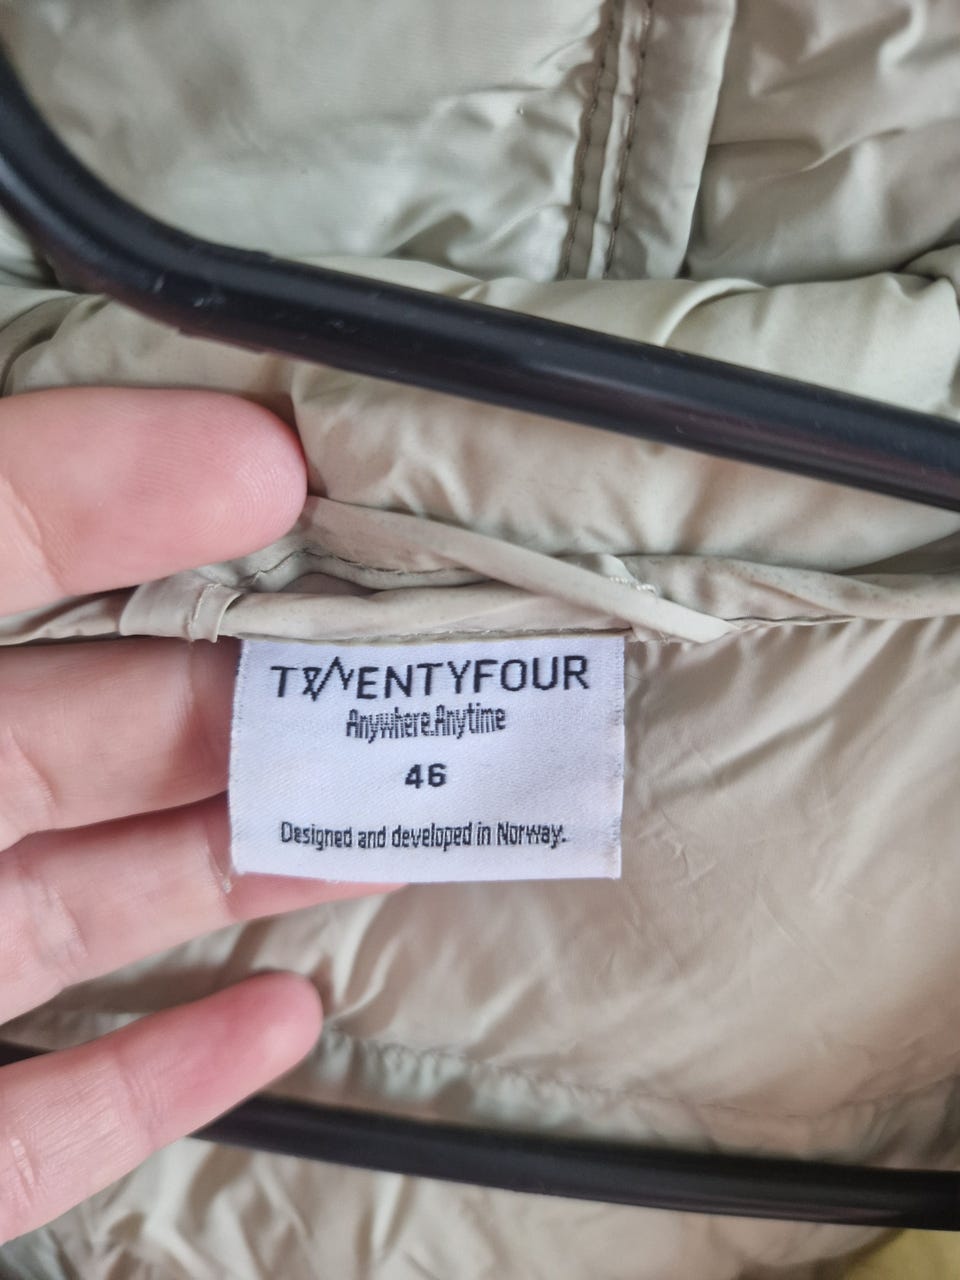 TWENTYFOUR
Anywhere.Anytime
46
Designed and developed in Norway.